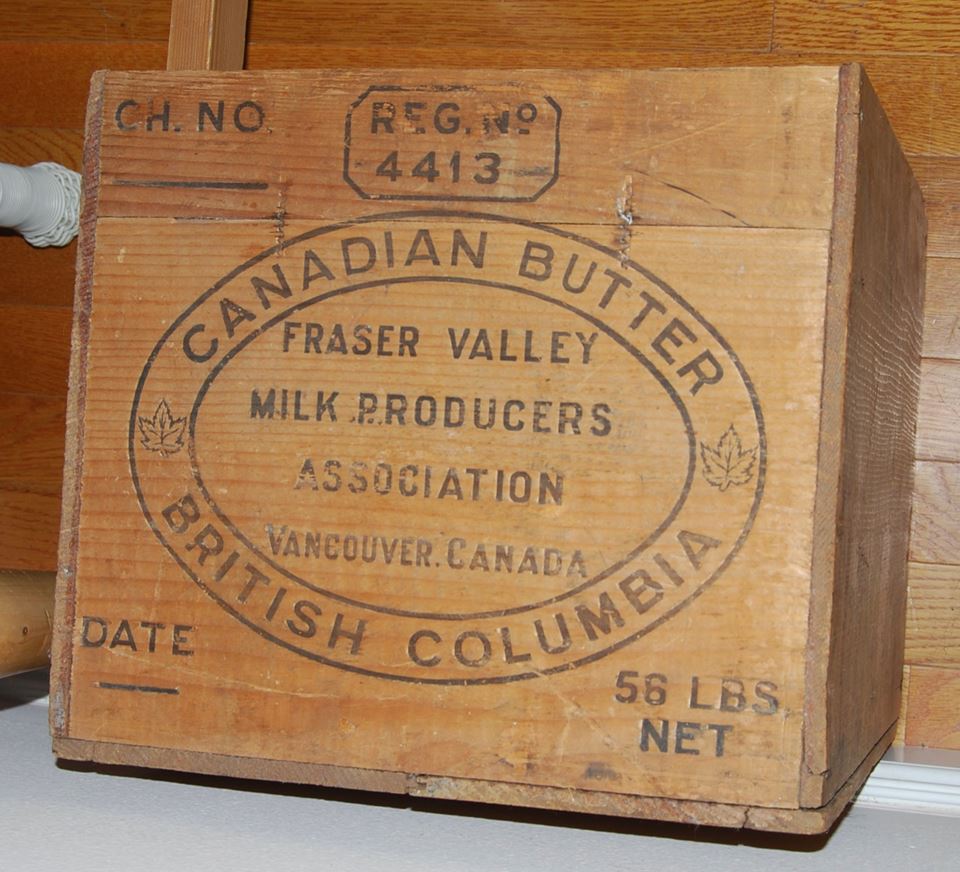 CH. NO.
REG. Nº
4413
CANADIAN BUTTER
FRASER VALLEY
MILK PRODUCERS
ASSOCIATION
VANCOUVER. CANADA
BRITISH COLUMBIA
DATE
56 LBS
NET